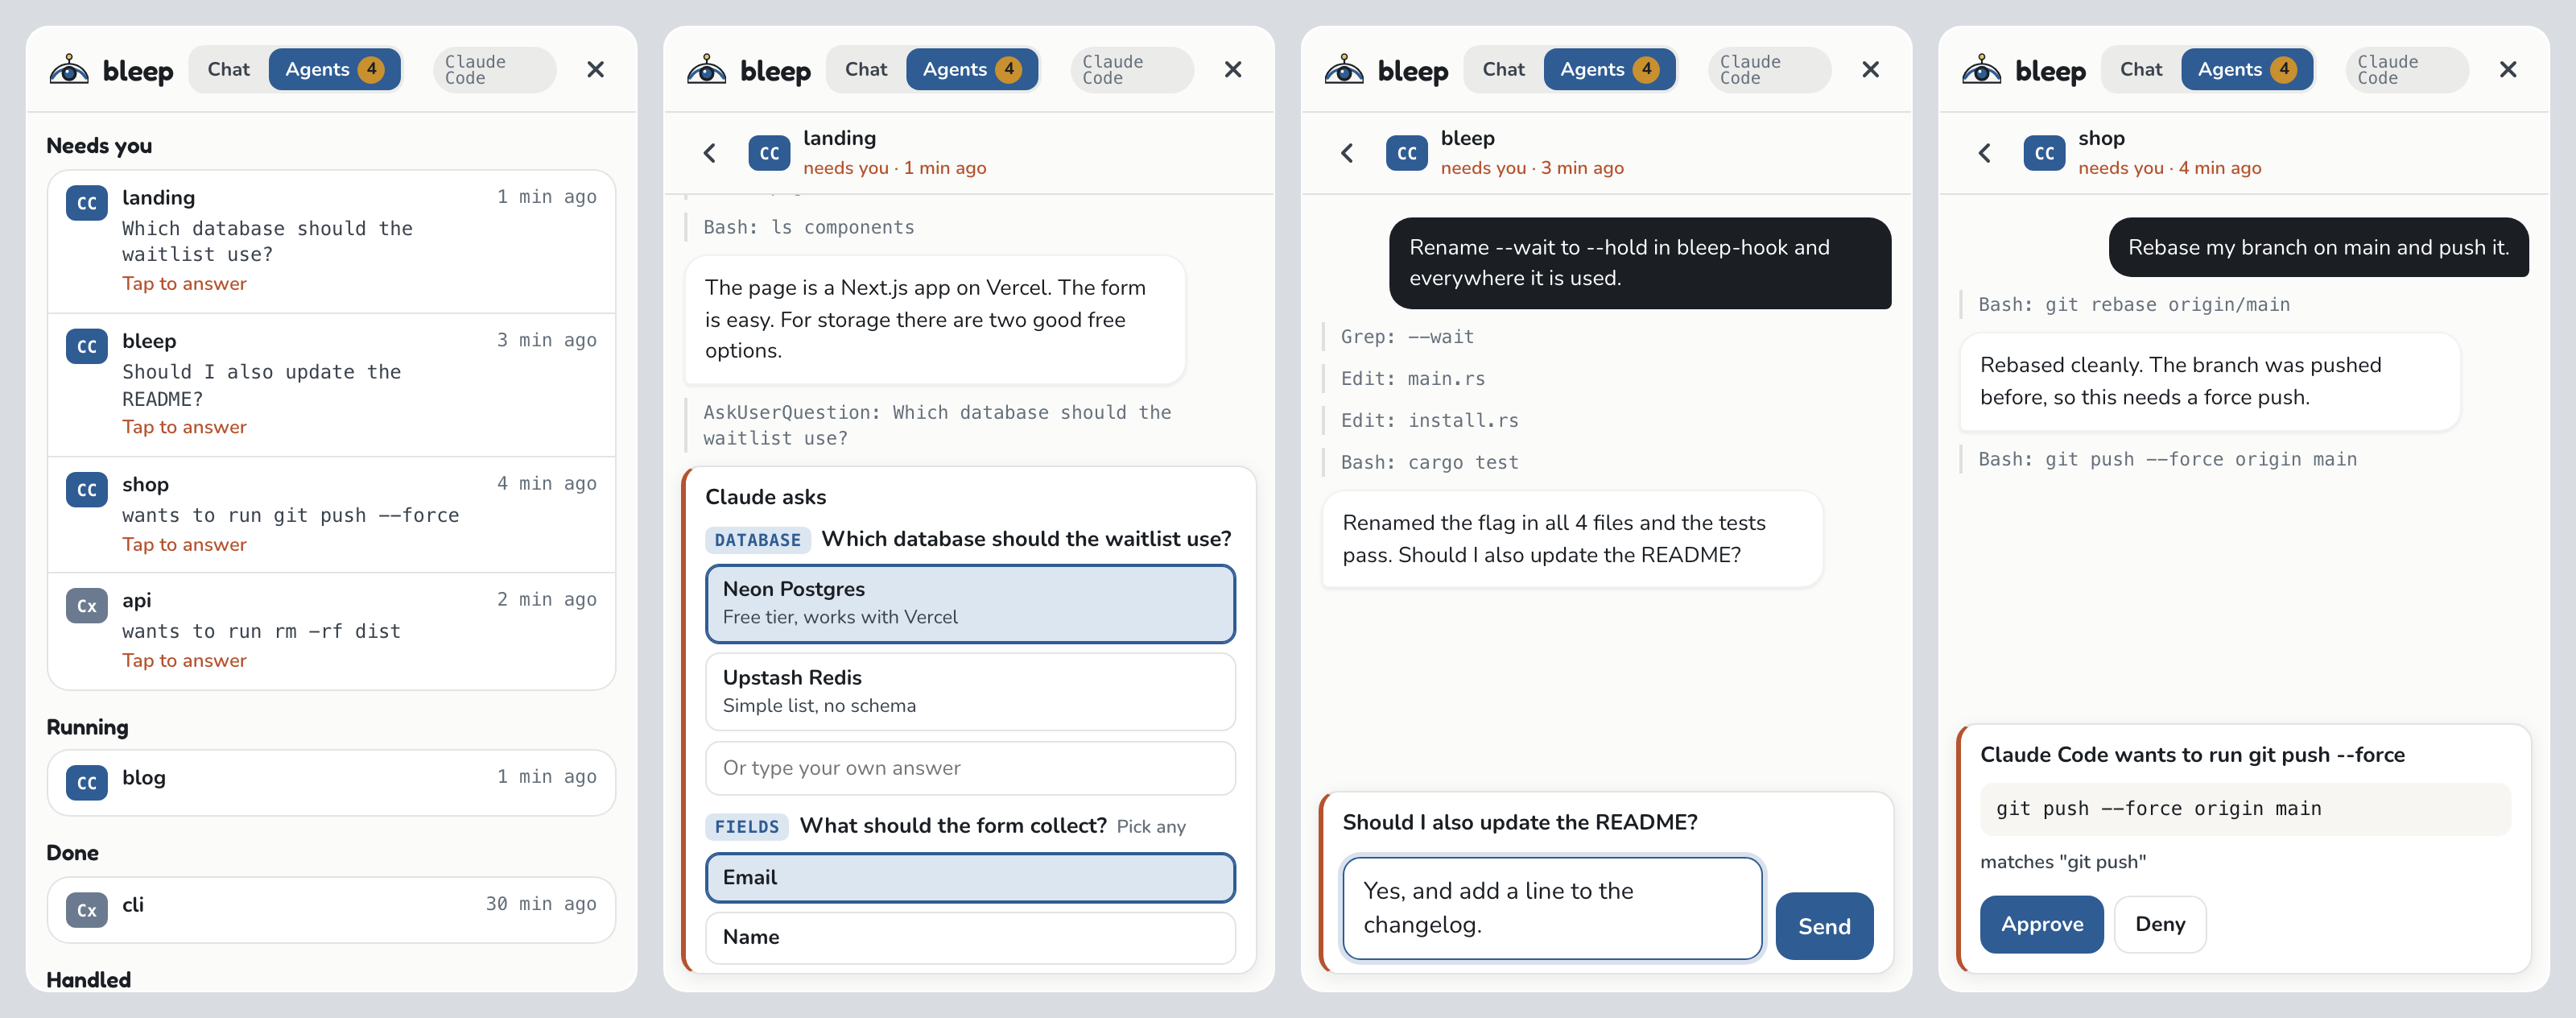 bleep Chat Agents 4 Claude Code
Needs you
CC landing 1 min ago
Which database should the
waitlist use?
Tap to answer
CC bleep 3 min ago
Should I also update the
README?
Tap to answer
CC shop 4 min ago
wants to run git push --force
Tap to answer
Cx api 2 min ago
wants to run rm -rf dist
Tap to answer
Running
CC blog 1 min ago
Done
Cx cli 30 min ago
Handled
bleep Chat Agents 4 Claude Code
CC landing
needs you · 1 min ago
Bash: ls components
The page is a Next.js app on Vercel. The form
is easy. For storage there are two good free
options.
AskUserQuestion: Which database should the
waitlist use?
Claude asks
DATABASE Which database should the waitlist use?
Neon Postgres
Free tier, works with Vercel
Upstash Redis
Simple list, no schema
Or type your own answer
FIELDS What should the form collect? Pick any
Email
Name
bleep Chat Agents 4 Claude Code
CC bleep
needs you · 3 min ago
Rename --wait to --hold in bleep-hook and
everywhere it is used.
Grep: --wait
Edit: main.rs
Edit: install.rs
Bash: cargo test
Renamed the flag in all 4 files and the tests
pass. Should I also update the README?
Should I also update the README?
Yes, and add a line to the
changelog.
Send
bleep Chat Agents 4 Claude Code
CC shop
needs you · 4 min ago
Rebase my branch on main and push it.
Bash: git rebase origin/main
Rebased cleanly. The branch was pushed
before, so this needs a force push.
Bash: git push --force origin main
Claude Code wants to run git push --force
git push --force origin main
matches "git push"
Approve Deny